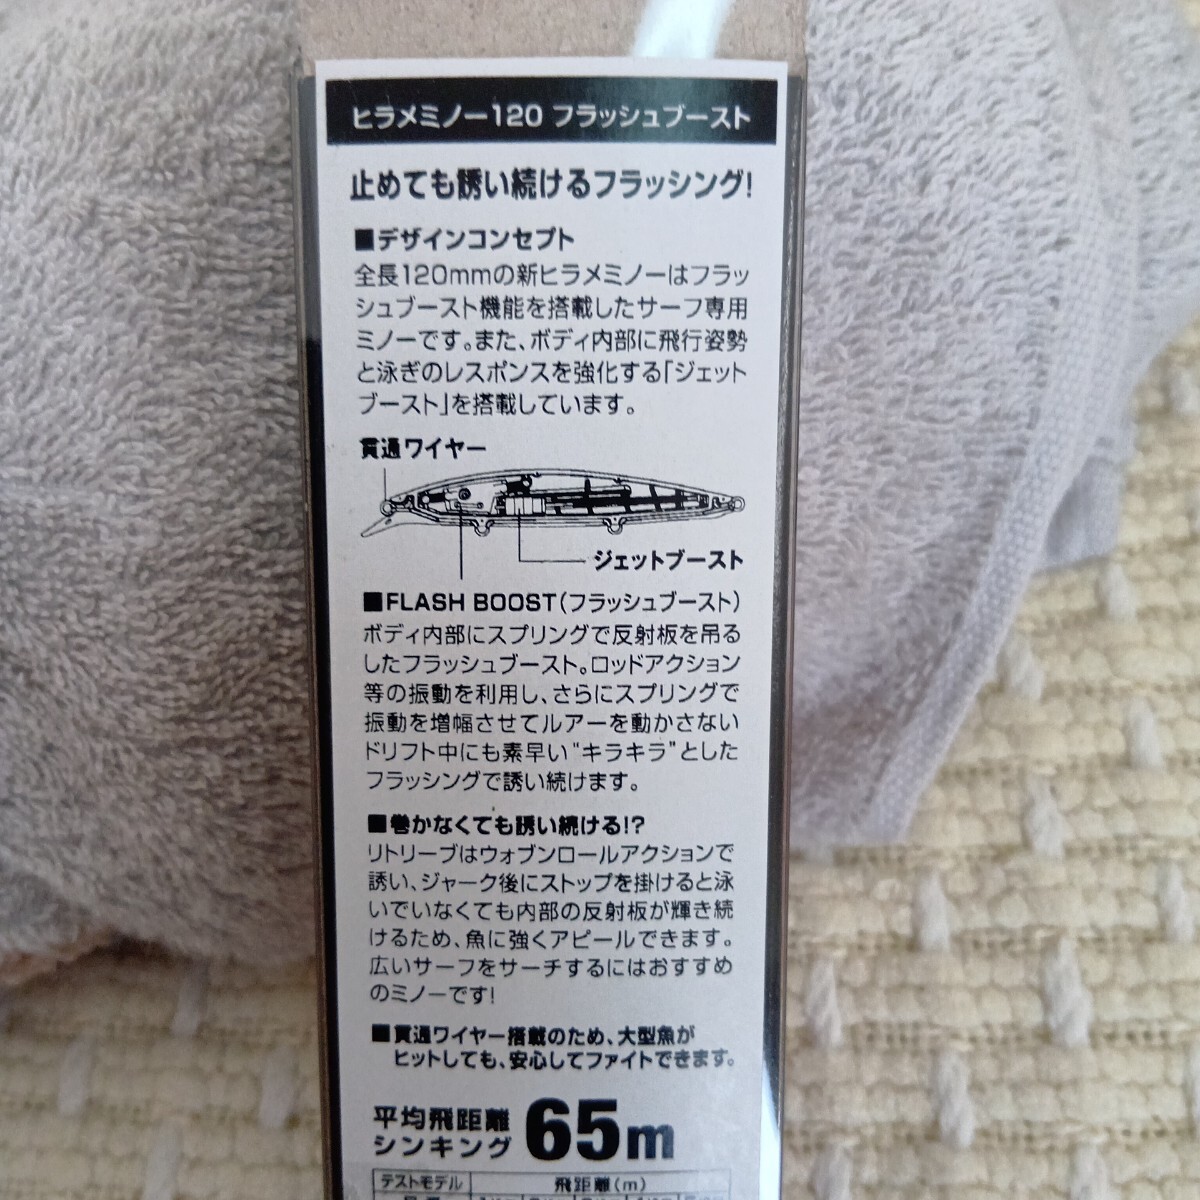 ヒラメミノー120 フラッシュブースト
止めても誘い続けるフラッシング!
■デザインコンセプト
全長120mmの新ヒラメミノーはフラッ
シュブースト機能を搭載したサーフ専用
ミノーです。また、ボディ内部に飛行姿勢
と泳ぎのレスポンスを強化する「ジェット
ブースト」を搭載しています。
貫通ワイヤー
ジェットブースト
■FLASH BOOST(フラッシュブースト)
ボディ内部にスプリングで反射板を吊る
したフラッシュブースト。ロッドアクション
等の振動を利用し、さらにスプリングで
振動を増幅させてルアーを動かさない
ドリフト中にも素早い"キラキラ"とした
フラッシングで誘い続けます。
■巻かなくても誘い続ける!?
リトリーブはウォブンロールアクションで
誘い、ジャーク後にストップを掛けると泳
いでいなくても内部の反射板が輝き続
けるため、魚に強くアピールできます。
広いサーフをサーチするにはおすすめ
のミノーです!
■貫通ワイヤー搭載のため、大型魚が
ヒットしても、安心してファイトできます。
平均飛距離
シンキング 65m
テストモデル 飛距離(m)